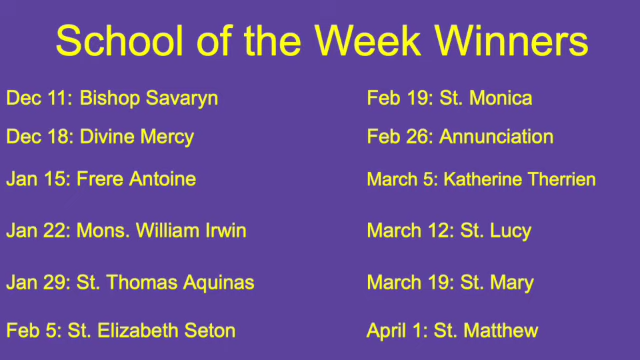 School of the Week Winners
Dec 11: Bishop Savaryn
Dec 18: Divine Mercy
Jan 15: Frere Antoine
Jan 22: Mons. William Irwin
Jan 29: St. Thomas Aquinas
Feb 5: St. Elizabeth Seton
Feb 19: St. Monica
Feb 26: Annunciation
March 5: Katherine Therrien
March 12: St. Lucy
March 19: St. Mary
April 1: St. Matthew